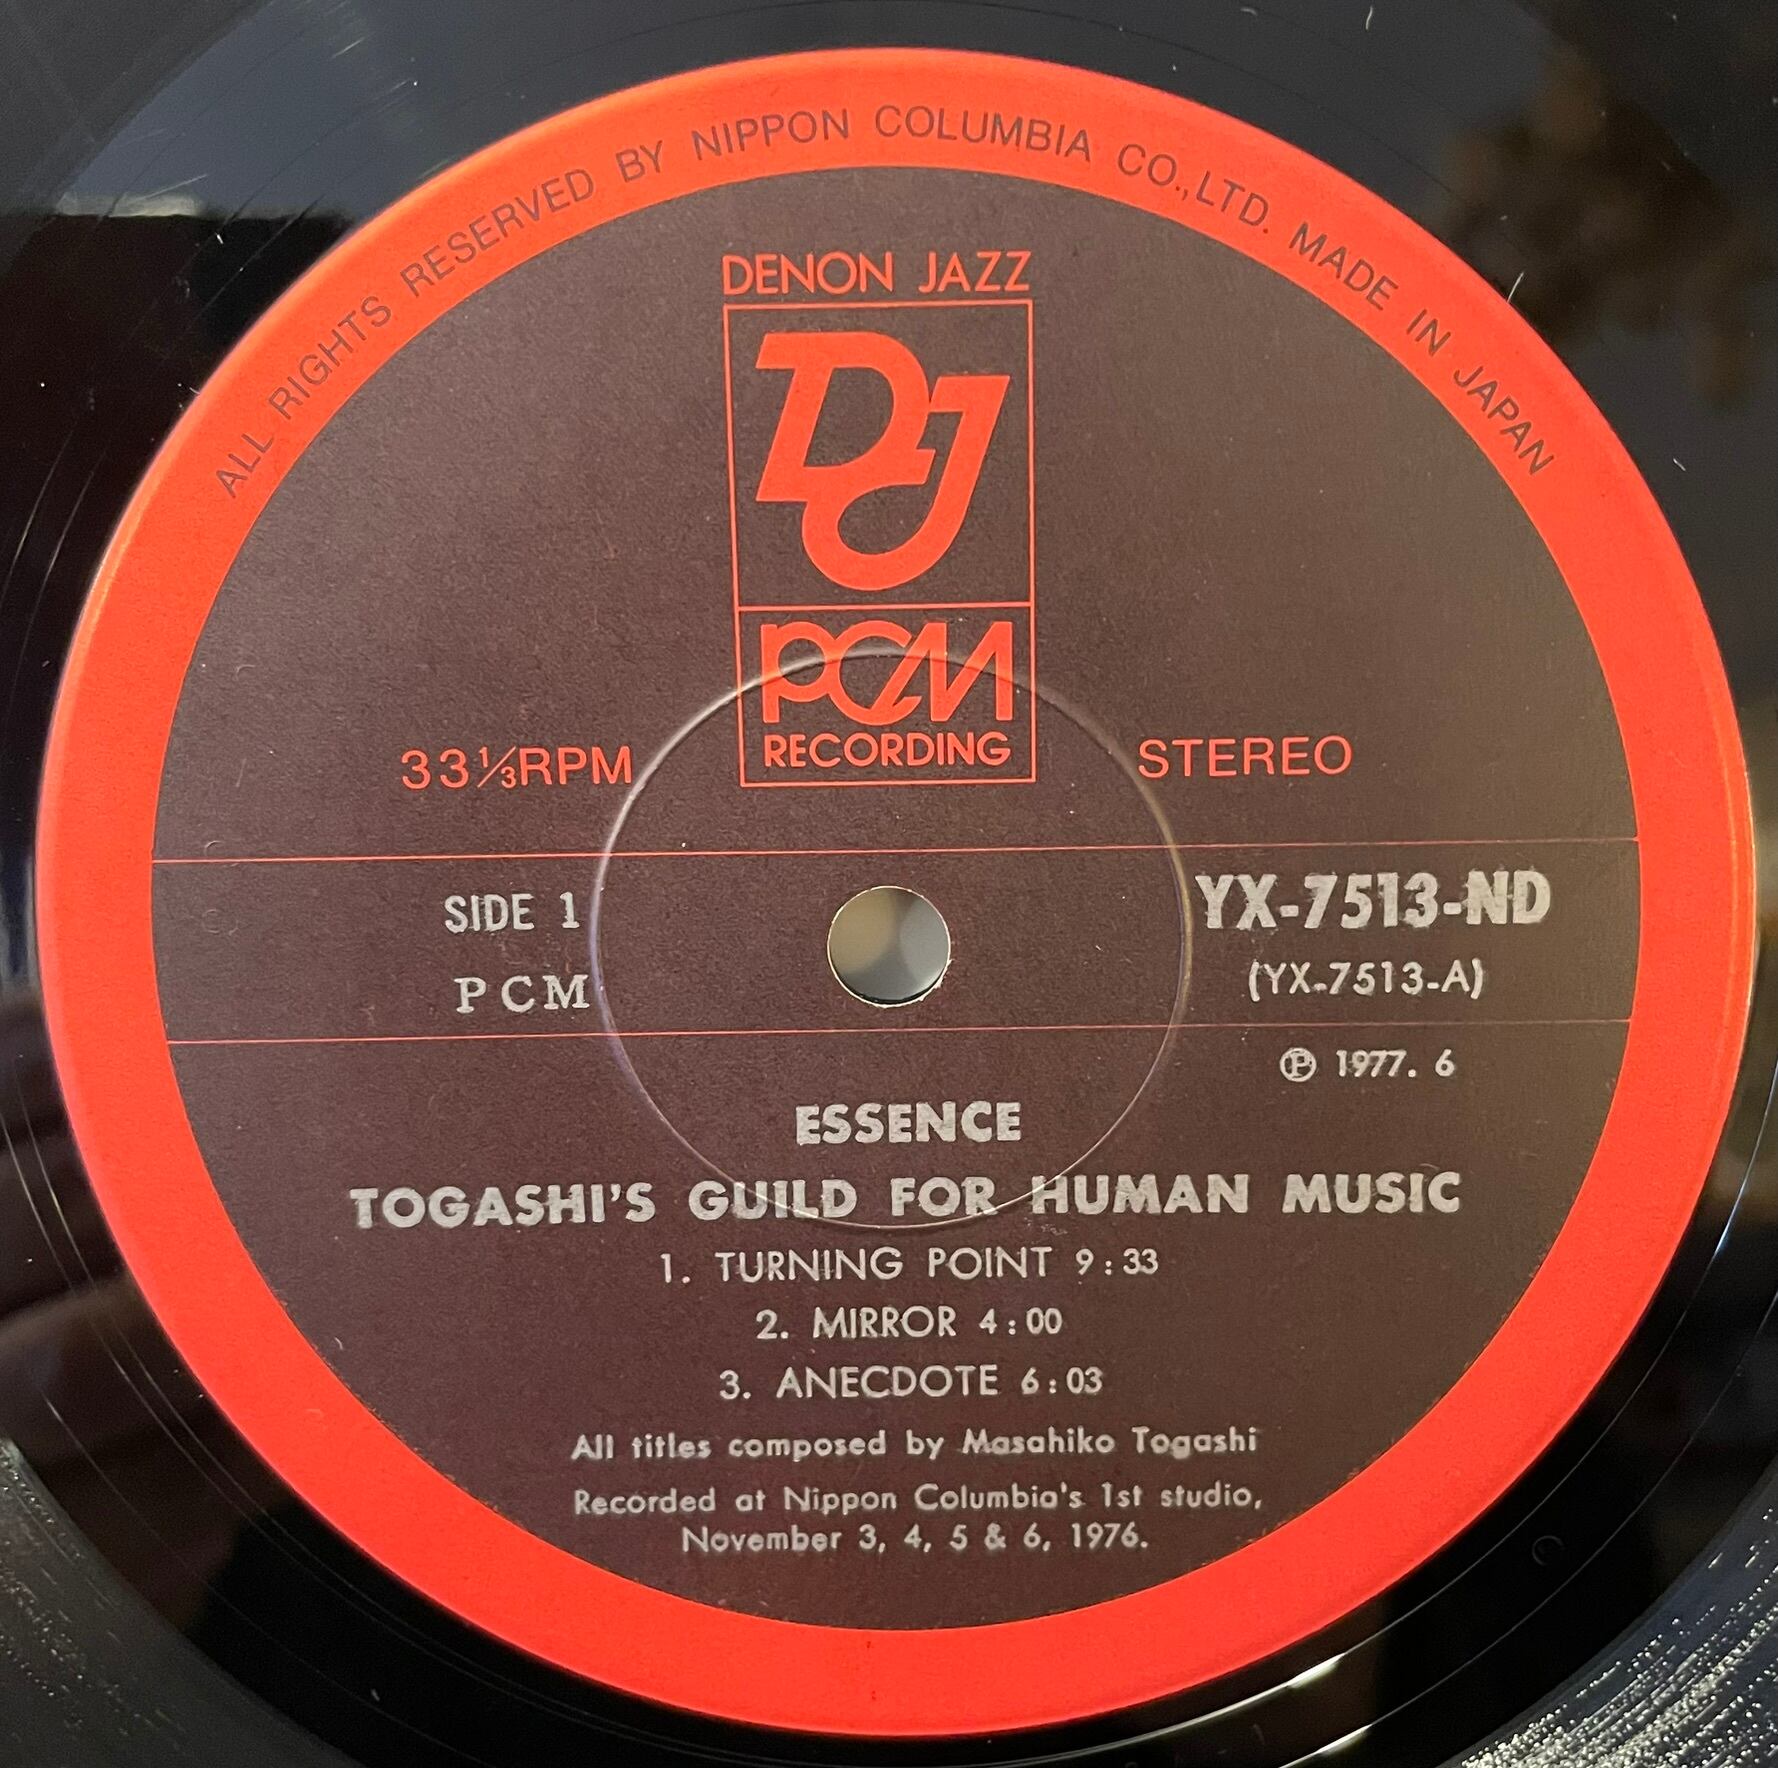 ALL RIGHTS RESERVED BY NIPPON COLUMBIA CO.,LTD. MADE IN JAPAN
DENON JAZZ
DJ
PCM
RECORDING
33⅓RPM
STEREO
SIDE 1
YX-7513-ND
PCM
(YX-7513-A)
Ⓟ 1977. 6
ESSENCE
TOGASHI'S GUILD FOR HUMAN MUSIC
1. TURNING POINT 9:33
2. MIRROR 4:00
3. ANECDOTE 6:03
All titles composed by Masahiko Togashi
Recorded at Nippon Columbia's 1st studio,
November 3, 4, 5 & 6, 1976.